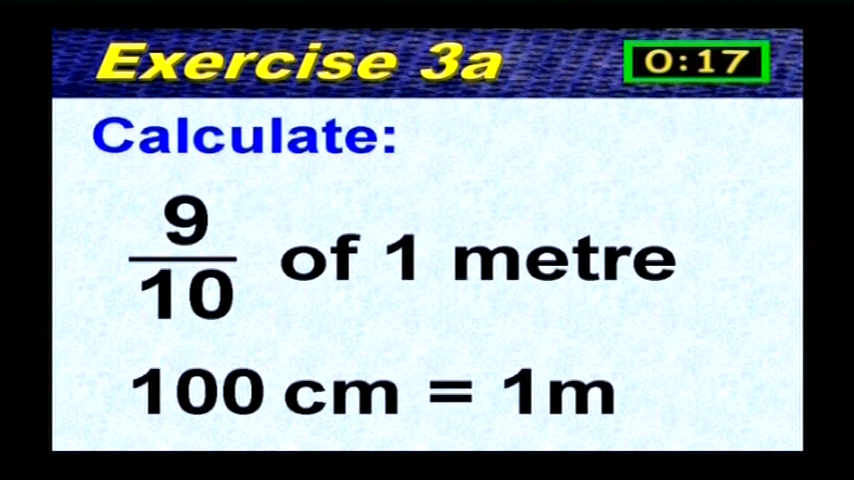 Exercise 3a
0:17
Calculate:
9
10
of 1 metre
100 cm = 1m